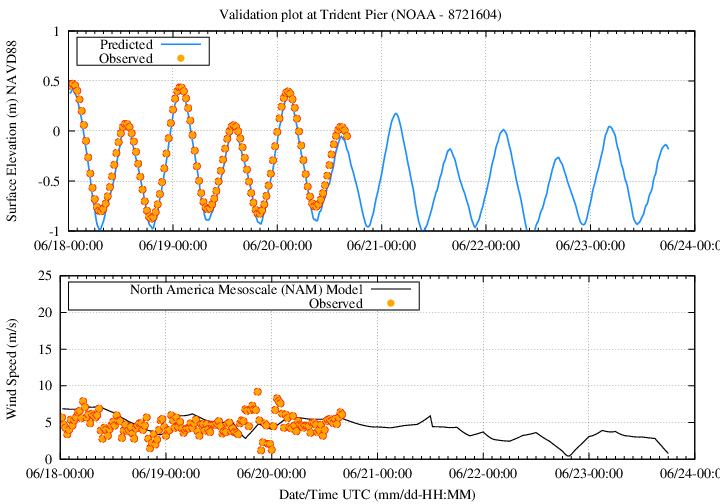 Validation plot at Trident Pier (NOAA - 8721604)
Surface Elevation (m) NAVD88
Predicted
Observed
1
0.5
0
-0.5
-1
06/18-00:00 06/19-00:00 06/20-00:00 06/21-00:00 06/22-00:00 06/23-00:00 06/24-00:00
Wind Speed (m/s)
North America Mesoscale (NAM) Model
Observed
25
20
15
10
5
0
06/18-00:00 06/19-00:00 06/20-00:00 06/21-00:00 06/22-00:00 06/23-00:00 06/24-00:00
Date/Time UTC (mm/dd-HH:MM)